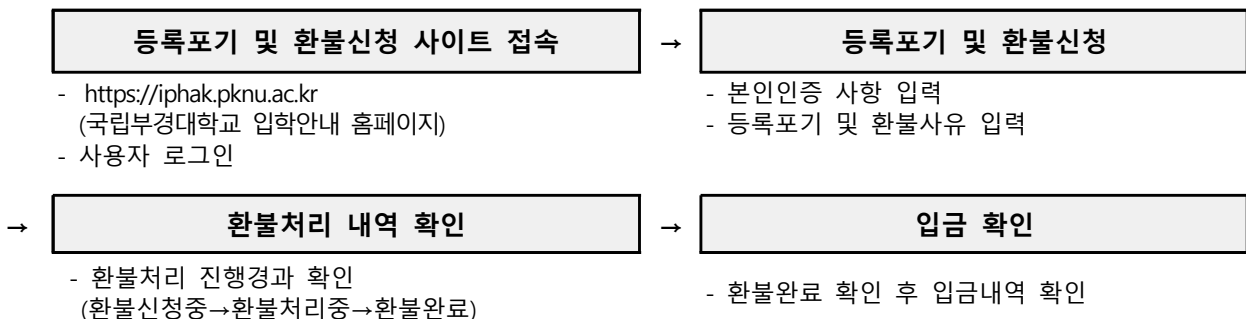 등록포기 및 환불신청 사이트 접속
→
등록포기 및 환불신청
- https://iphak.pknu.ac.kr
(국립부경대학교 입학안내 홈페이지)
- 사용자 로그인
- 본인인증 사항 입력
- 등록포기 및 환불사유 입력
→
환불처리 내역 확인
→
입금 확인
- 환불처리 진행경과 확인
(환불신청중→환불처리중→환불완료)
- 환불완료 확인 후 입금내역 확인